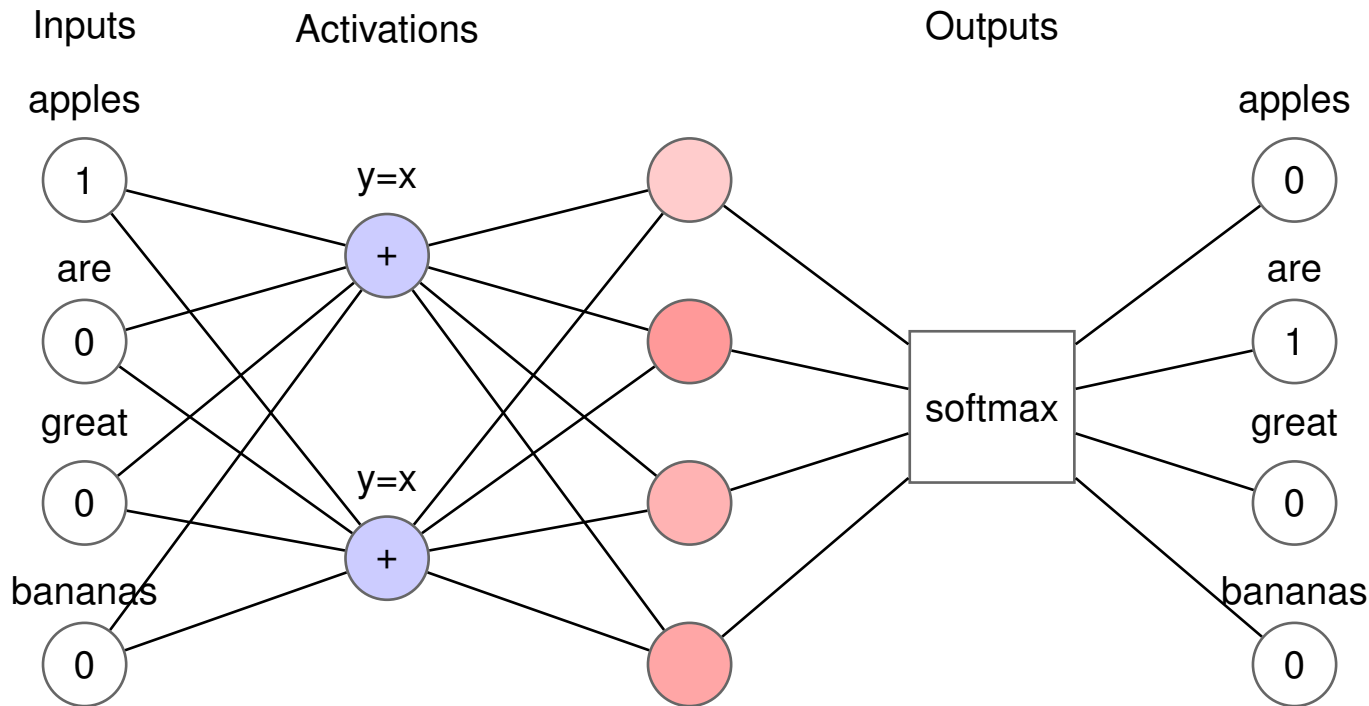 Inputs Activations Outputs
apples apples
1 y=x 0
+
are are
0 1
softmax
great great
0 y=x 0
+
bananas bananas
0 0